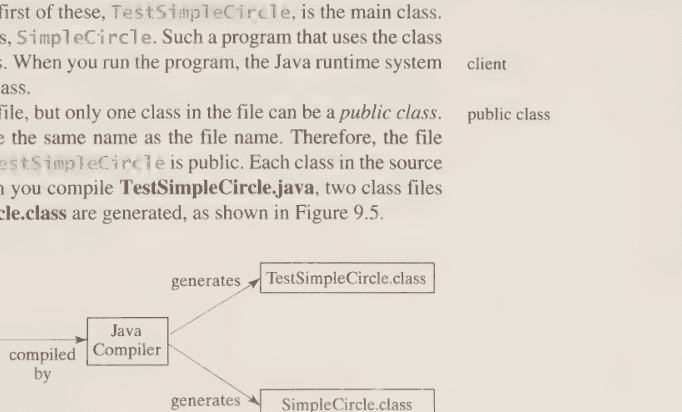 first of these, TestSimpleCircle, is the main class.
s, SimpleCircle. Such a program that uses the class
s. When you run the program, the Java runtime system client
ass.
file, but only one class in the file can be a public class. public class
e the same name as the file name. Therefore, the file
estSimpleCircle is public. Each class in the source
n you compile TestSimpleCircle.java, two class files
cle.class are generated, as shown in Figure 9.5.
generates TestSimpleCircle.class
Java
Compiler
compiled
by
generates SimpleCircle.class